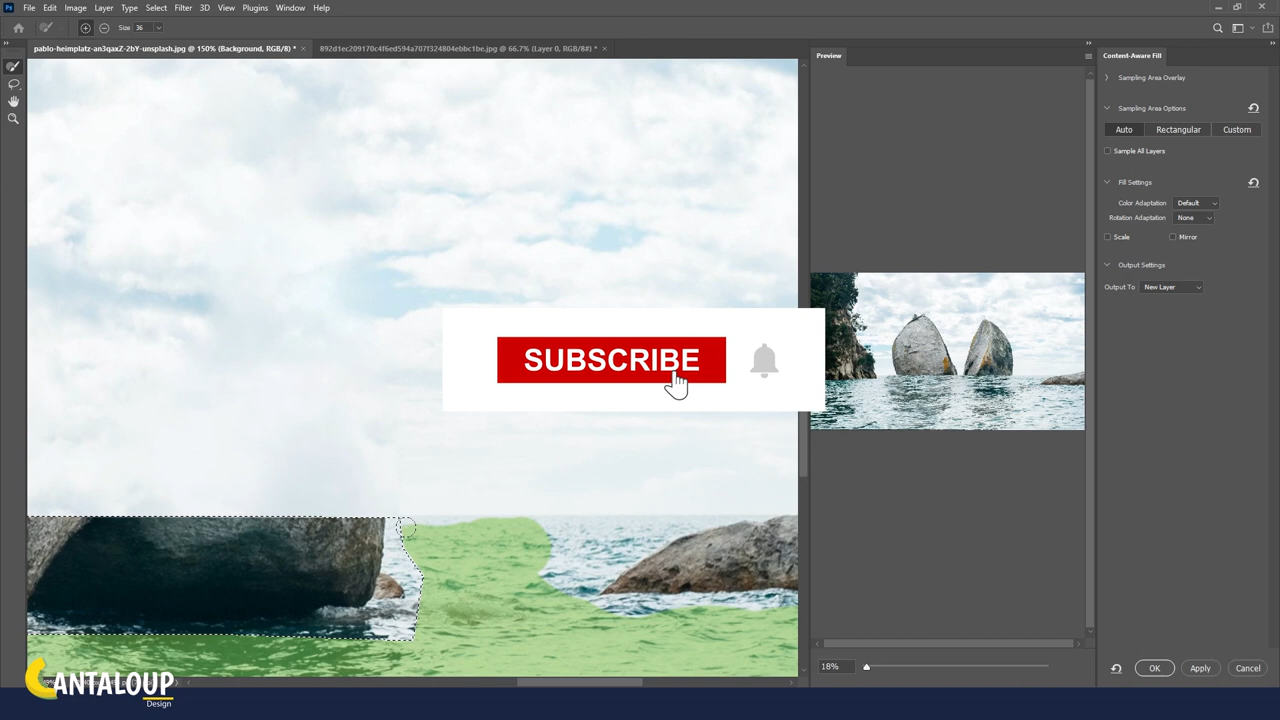 File Edit Image Layer Type Select Filter 3D View Plugins Window Help
Size 36
pablo-heimplatz-an3qaxZ-2bY-unsplash.jpg @ 150% (Background, RGB/8) *
892d1ec209170c4f6ed594a707f324804ebbc1be.jpg @ 66.7% (Layer 0, RGB/8#) *
Preview
Content-Aware Fill
Sampling Area Overlay
Sampling Area Options
Auto Rectangular Custom
Sample All Layers
Fill Settings
Color Adaptation Default
Rotation Adaptation None
Scale Mirror
Output Settings
Output To New Layer
SUBSCRIBE
18%
OK Apply Cancel
CANTALOUP
Design